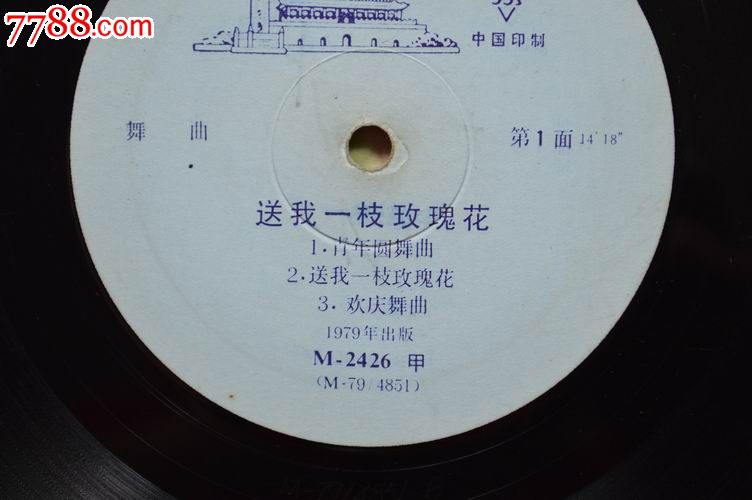 7788.com
33⅓
中国印制
舞 曲
第1面 14′18″
送我一枝玫瑰花
1·青年圆舞曲
2·送我一枝玫瑰花
3·欢庆舞曲
1979年出版
M-2426 甲
(M-79/4851)